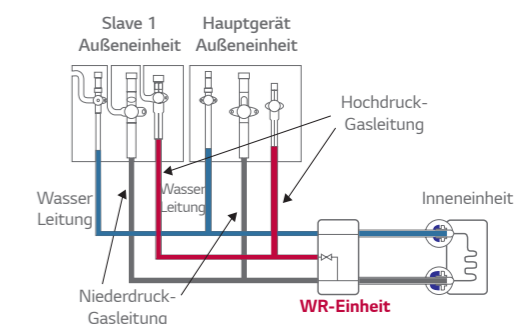 Slave 1
Außeneinheit
Hauptgerät
Außeneinheit
Hochdruck-
Gasleitung
Wasser
Leitung
Wasser
Leitung
Inneneinheit
Niederdruck-
Gasleitung
WR-Einheit